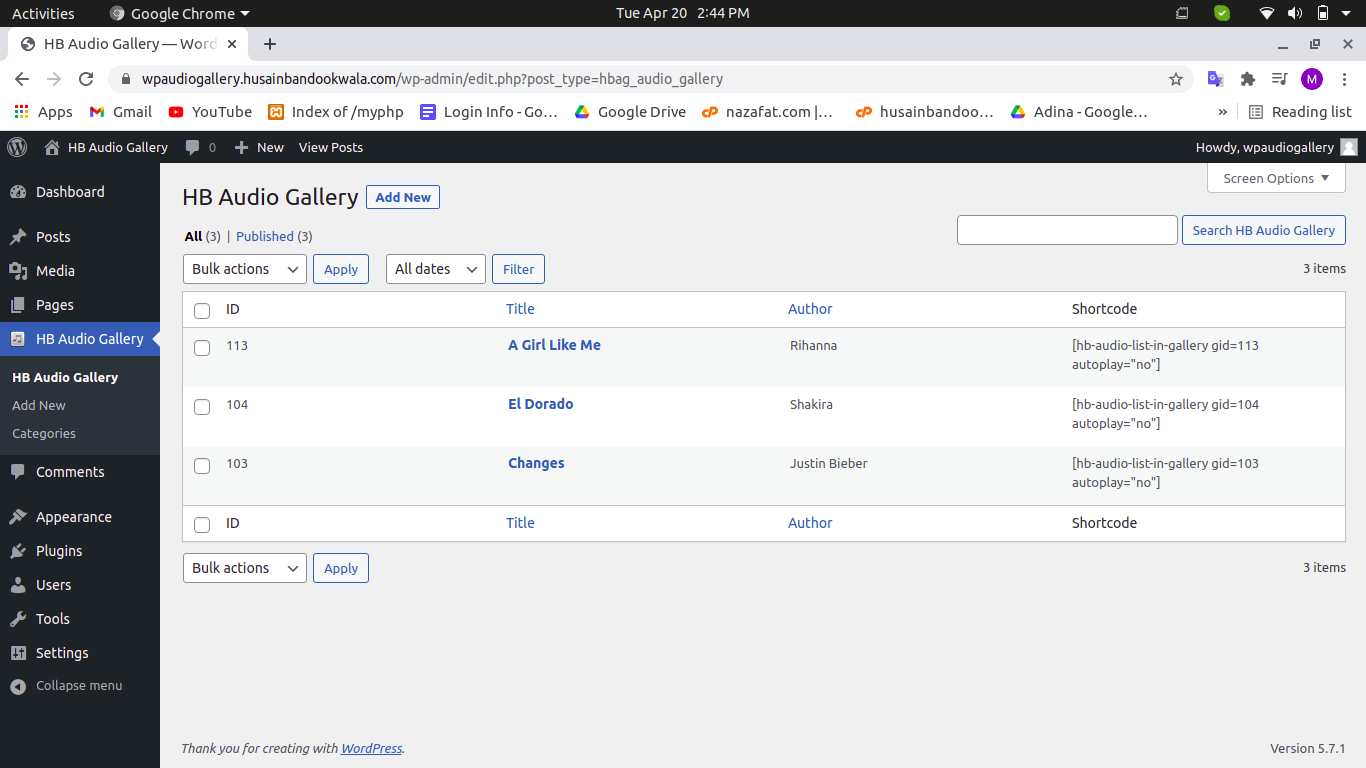 Activities Google Chrome Tue Apr 20 2:44 PM
HB Audio Gallery — Word
wpaudiogallery.husainbandookwala.com/wp-admin/edit.php?post_type=hbag_audio_gallery M
Apps Gmail YouTube Index of /myphp Login Info - Go… Google Drive nazafat.com |… husainbandoo… Adina - Google… » Reading list
HB Audio Gallery 0 New View Posts Howdy, wpaudiogallery
Screen Options
Dashboard
Posts
Media
Pages
HB Audio Gallery
HB Audio Gallery
Add New
Categories
Comments
Appearance
Plugins
Users
Tools
Settings
Collapse menu
HB Audio Gallery Add New
All (3) | Published (3) Search HB Audio Gallery
Bulk actions Apply All dates Filter 3 items
ID Title Author Shortcode
113 A Girl Like Me Rihanna [hb-audio-list-in-gallery gid=113
autoplay="no"]
104 El Dorado Shakira [hb-audio-list-in-gallery gid=104
autoplay="no"]
103 Changes Justin Bieber [hb-audio-list-in-gallery gid=103
autoplay="no"]
ID Title Author Shortcode
Bulk actions Apply 3 items
Thank you for creating with WordPress. Version 5.7.1